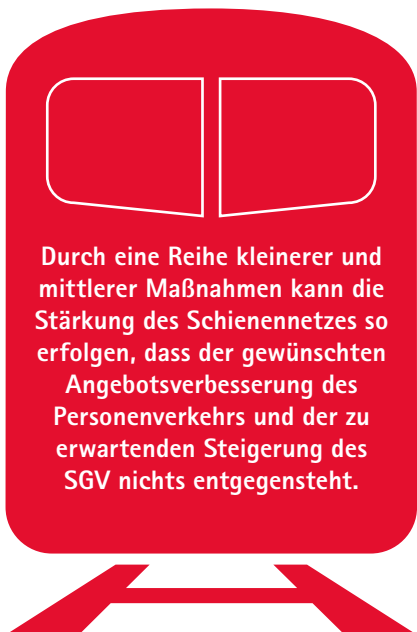 Durch eine Reihe kleinerer und
mittlerer Maßnahmen kann die
Stärkung des Schienennetzes so
erfolgen, dass der gewünschten
Angebotsverbesserung des
Personenverkehrs und der zu
erwartenden Steigerung des
SGV nichts entgegensteht.